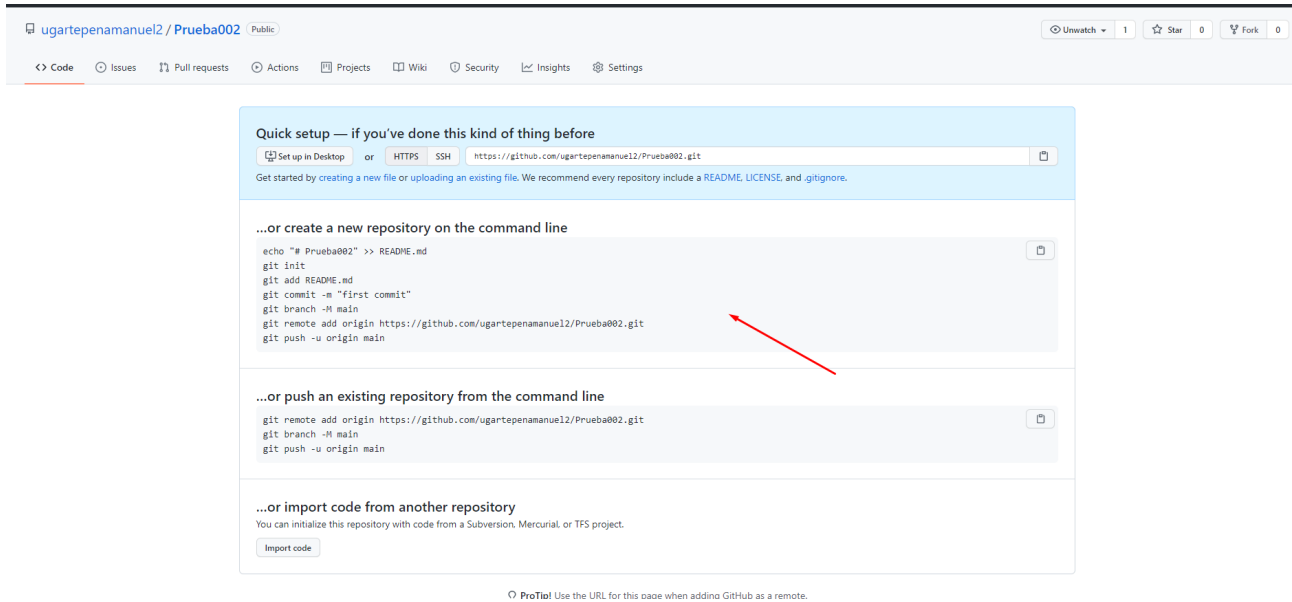 ugartepenamanuel2 / Prueba002 Public
Unwatch 1 Star 0 Fork 0
Code Issues Pull requests Actions Projects Wiki Security Insights Settings
Quick setup — if you've done this kind of thing before
Set up in Desktop or HTTPS SSH https://github.com/ugartepenamanuel2/Prueba002.git
Get started by creating a new file or uploading an existing file. We recommend every repository include a README, LICENSE, and .gitignore.
…or create a new repository on the command line
echo "# Prueba002" >> README.md
git init
git add README.md
git commit -m "first commit"
git branch -M main
git remote add origin https://github.com/ugartepenamanuel2/Prueba002.git
git push -u origin main
…or push an existing repository from the command line
git remote add origin https://github.com/ugartepenamanuel2/Prueba002.git
git branch -M main
git push -u origin main
…or import code from another repository
You can initialize this repository with code from a Subversion, Mercurial, or TFS project.
Import code
ProTip! Use the URL for this page when adding GitHub as a remote.